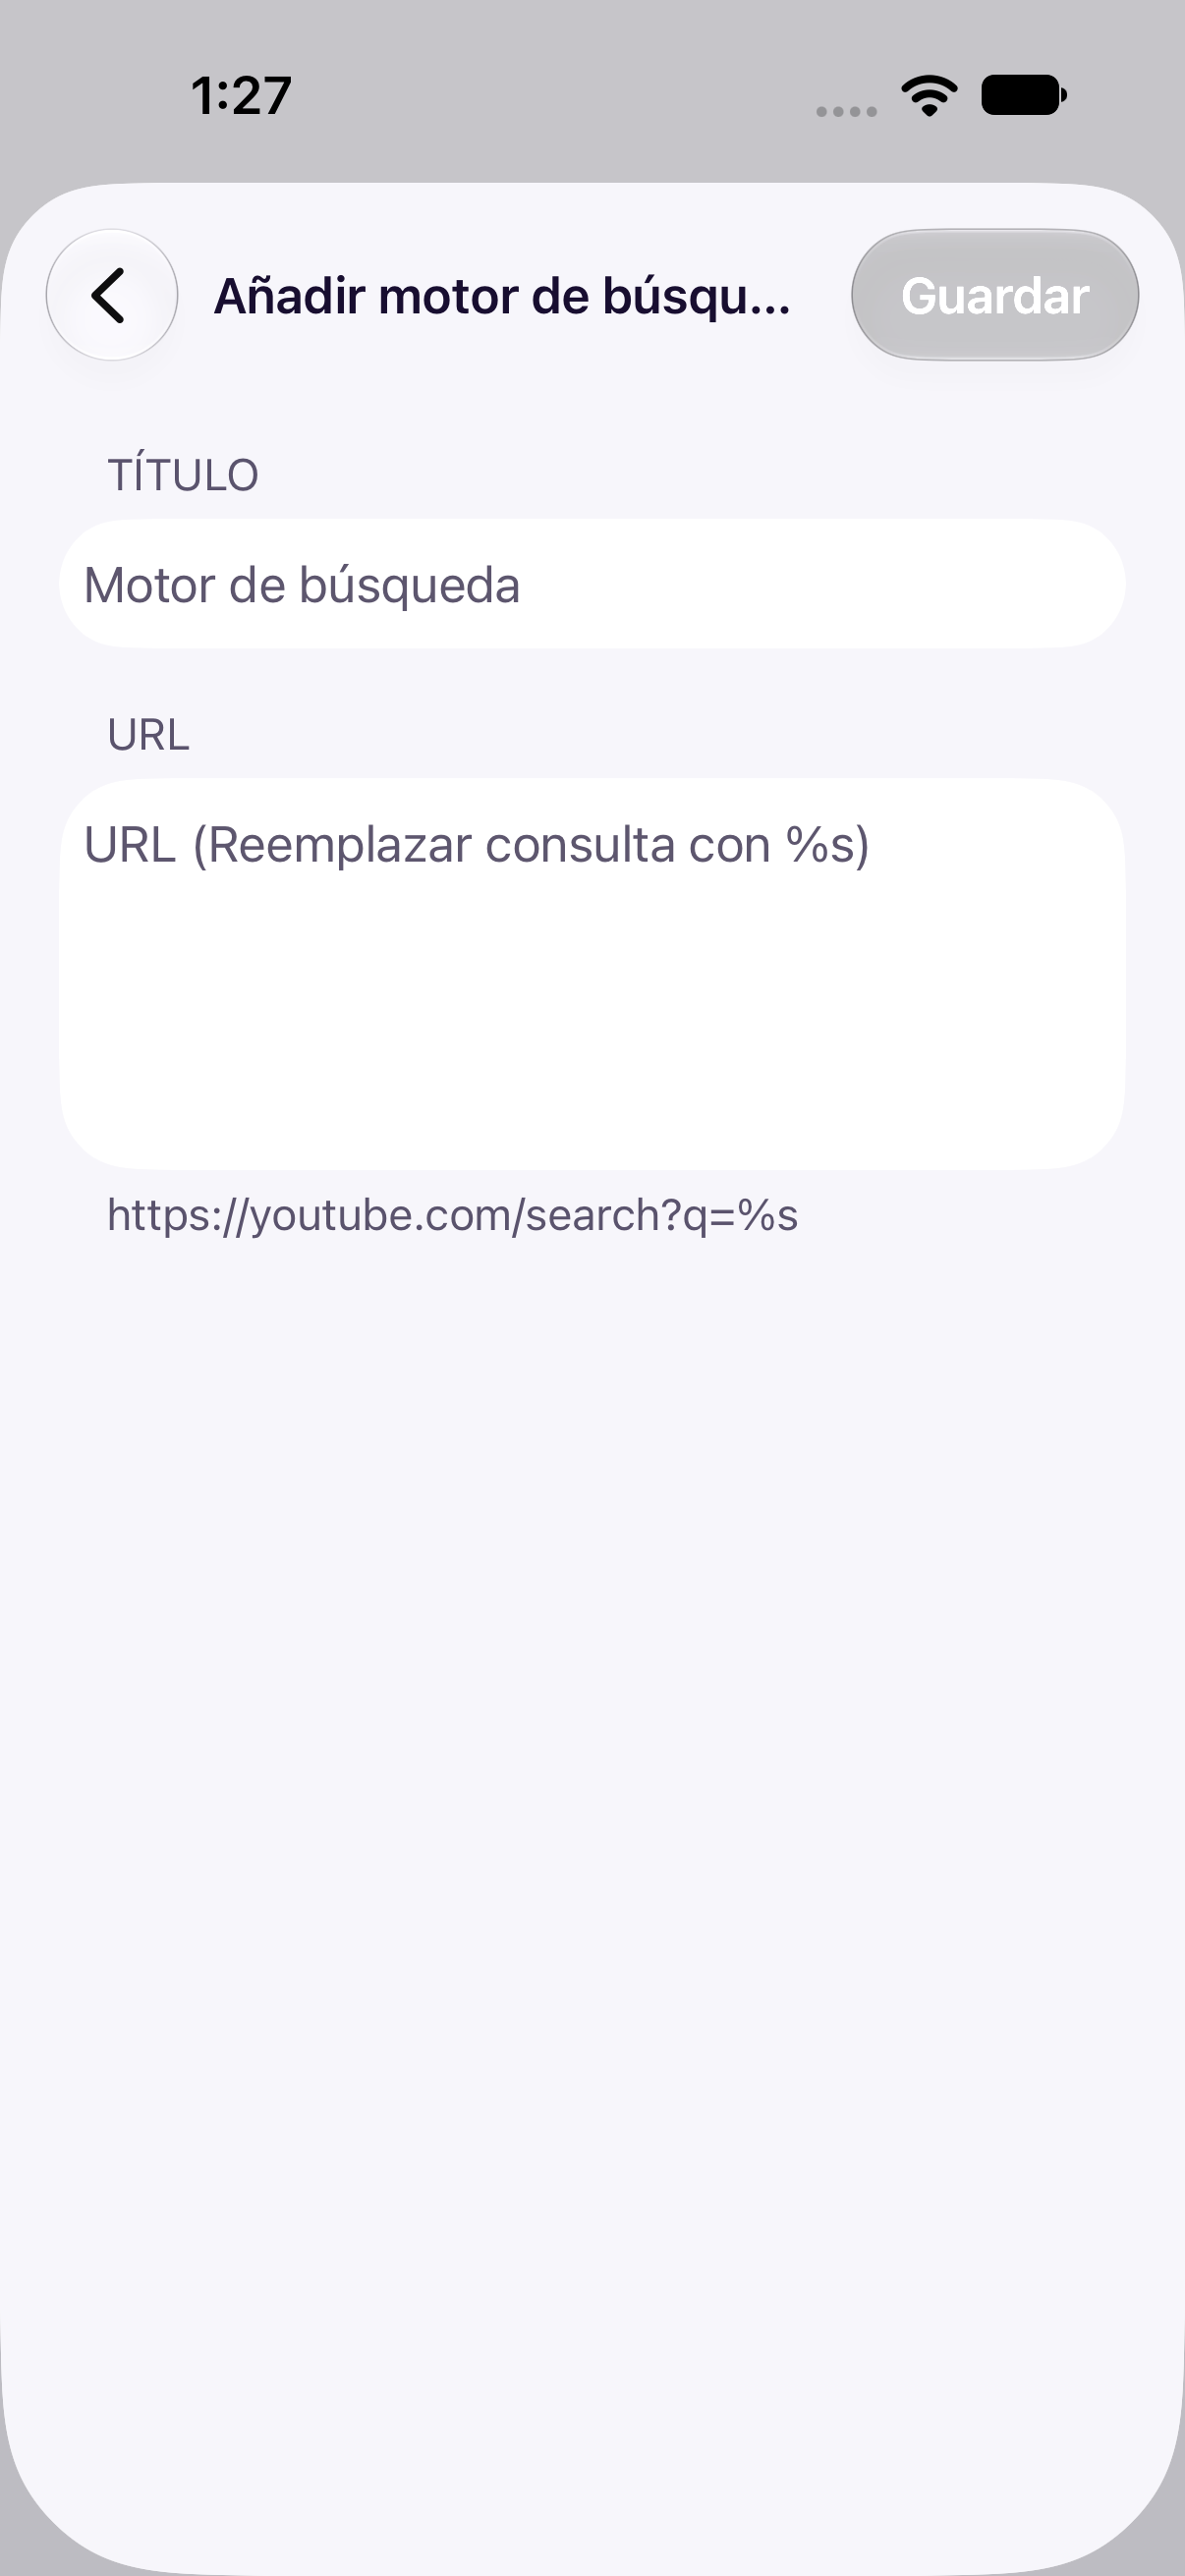 1:27
Añadir motor de búsqu...
Guardar
TÍTULO
Motor de búsqueda
URL
URL (Reemplazar consulta con %s)
https://youtube.com/search?q=%s